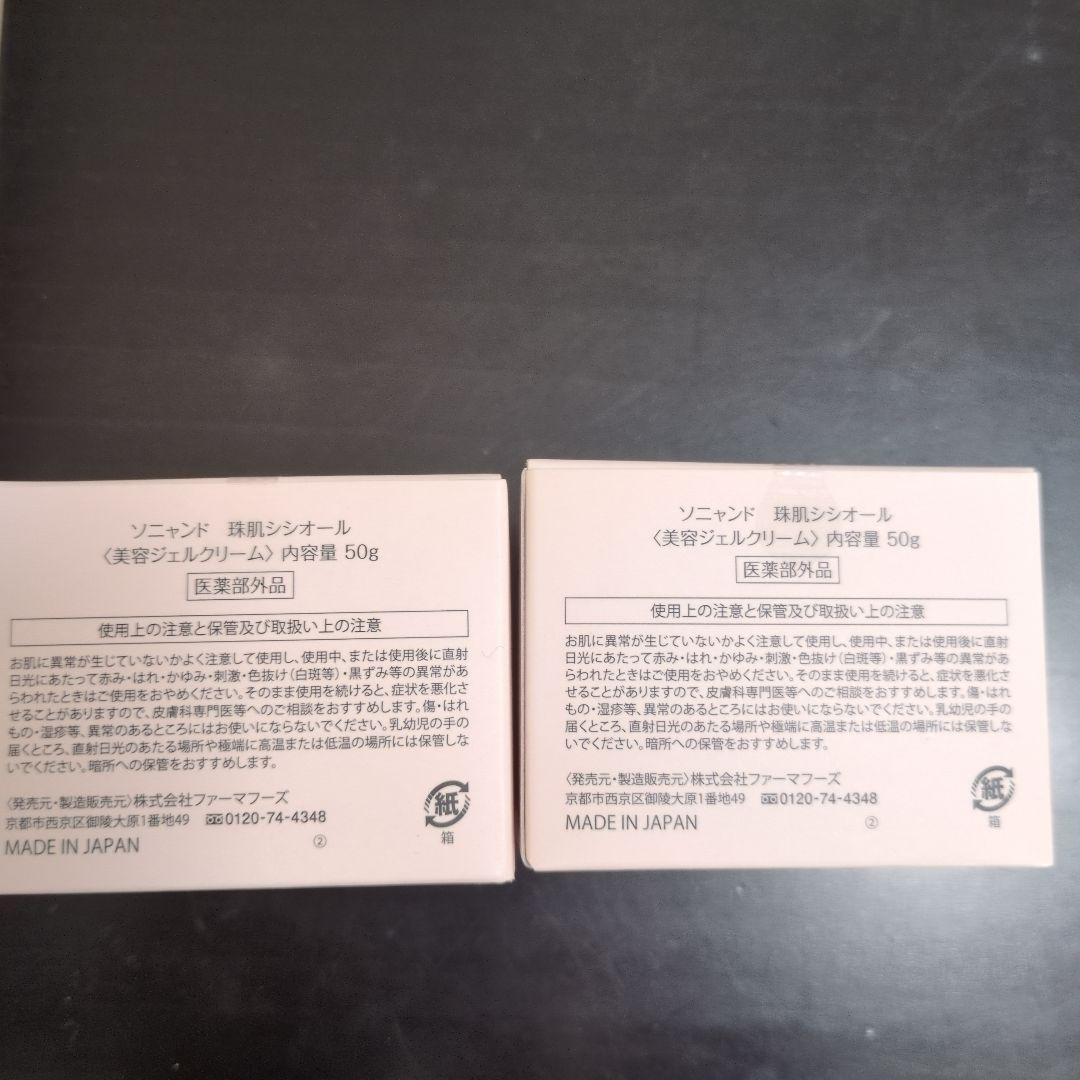 ソニャンド 珠肌シシオール
〈美容ジェルクリーム〉内容量 50g
医薬部外品
使用上の注意と保管及び取扱い上の注意
お肌に異常が生じていないかよく注意して使用し、使用中、または使用後に直射
日光にあたって赤み・はれ・かゆみ・刺激・色抜け(白斑等)・黒ずみ等の異常があ
らわれたときはご使用をおやめください。そのまま使用を続けると、症状を悪化さ
せることがありますので、皮膚科専門医等へのご相談をおすすめします。傷・はれ
もの・湿疹等、異常のあるところにはお使いにならないでください。乳幼児の手の
届くところ、直射日光のあたる場所や極端に高温または低温の場所には保管しな
いでください。暗所への保管をおすすめします。
〈発売元・製造販売元〉株式会社ファーマフーズ
京都市西京区御陵大原1番地49 0120-74-4348
MADE IN JAPAN ②
紙
箱
ソニャンド 珠肌シシオール
〈美容ジェルクリーム〉内容量 50g
医薬部外品
使用上の注意と保管及び取扱い上の注意
お肌に異常が生じていないかよく注意して使用し、使用中、または使用後に直射
日光にあたって赤み・はれ・かゆみ・刺激・色抜け(白斑等)・黒ずみ等の異常があ
らわれたときはご使用をおやめください。そのまま使用を続けると、症状を悪化さ
せることがありますので、皮膚科専門医等へのご相談をおすすめします。傷・はれ
もの・湿疹等、異常のあるところにはお使いにならないでください。乳幼児の手の
届くところ、直射日光のあたる場所や極端に高温または低温の場所には保管しな
いでください。暗所への保管をおすすめします。
〈発売元・製造販売元〉株式会社ファーマフーズ
京都市西京区御陵大原1番地49 0120-74-4348
MADE IN JAPAN ②
紙
箱